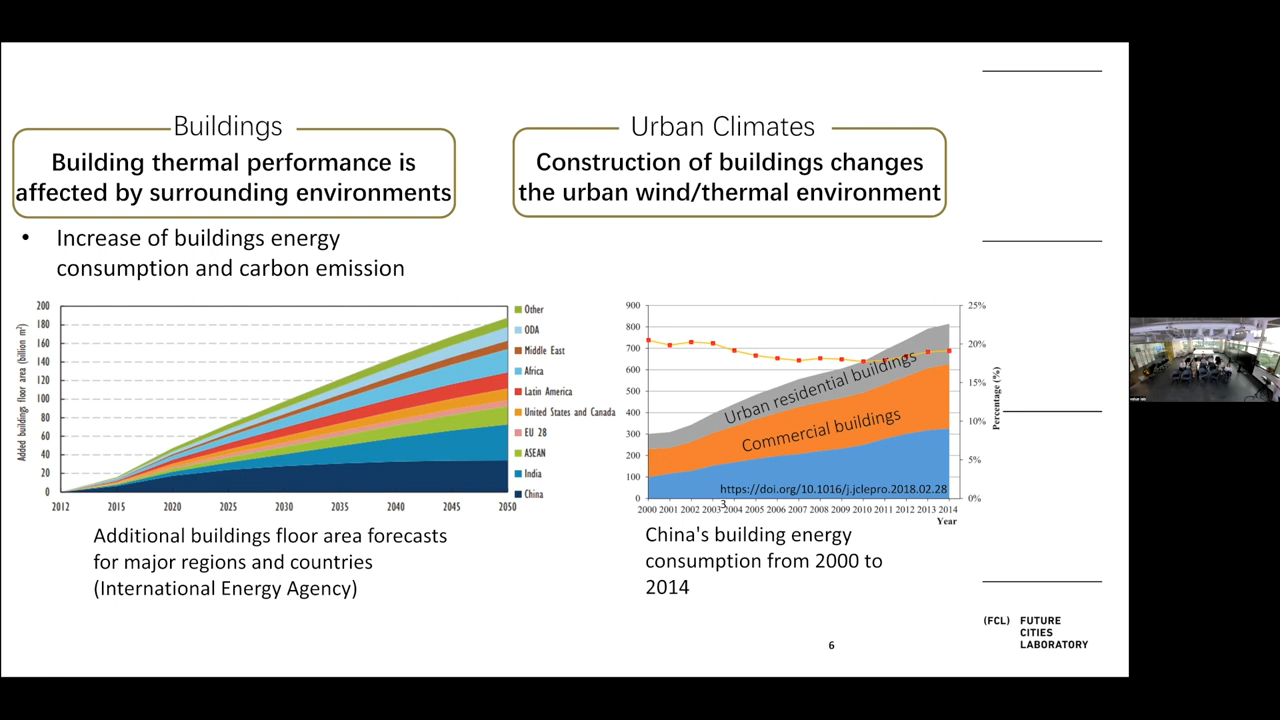 Buildings
Building thermal performance is
affected by surrounding environments
Urban Climates
Construction of buildings changes
the urban wind/thermal environment
• Increase of buildings energy
consumption and carbon emission
Added buildings floor area (billion m²)
200
180
160
140
120
100
80
60
40
20
0
2012 2015 2020 2025 2030 2035 2040 2045 2050
Other
ODA
Middle East
Africa
Latin America
United States and Canada
EU 28
ASEAN
India
China
Additional buildings floor area forecasts
for major regions and countries
(International Energy Agency)
900
800
700
600
500
400
300
200
100
0
25%
20%
15%
10%
5%
0%
Percentage (%)
Urban residential buildings
Commercial buildings
https://doi.org/10.1016/j.jclepro.2018.02.28
3
2000 2001 2002 2003 2004 2005 2006 2007 2008 2009 2010 2011 2012 2013 2014
Year
China's building energy
consumption from 2000 to
2014
6
(FCL) FUTURE
CITIES
LABORATORY